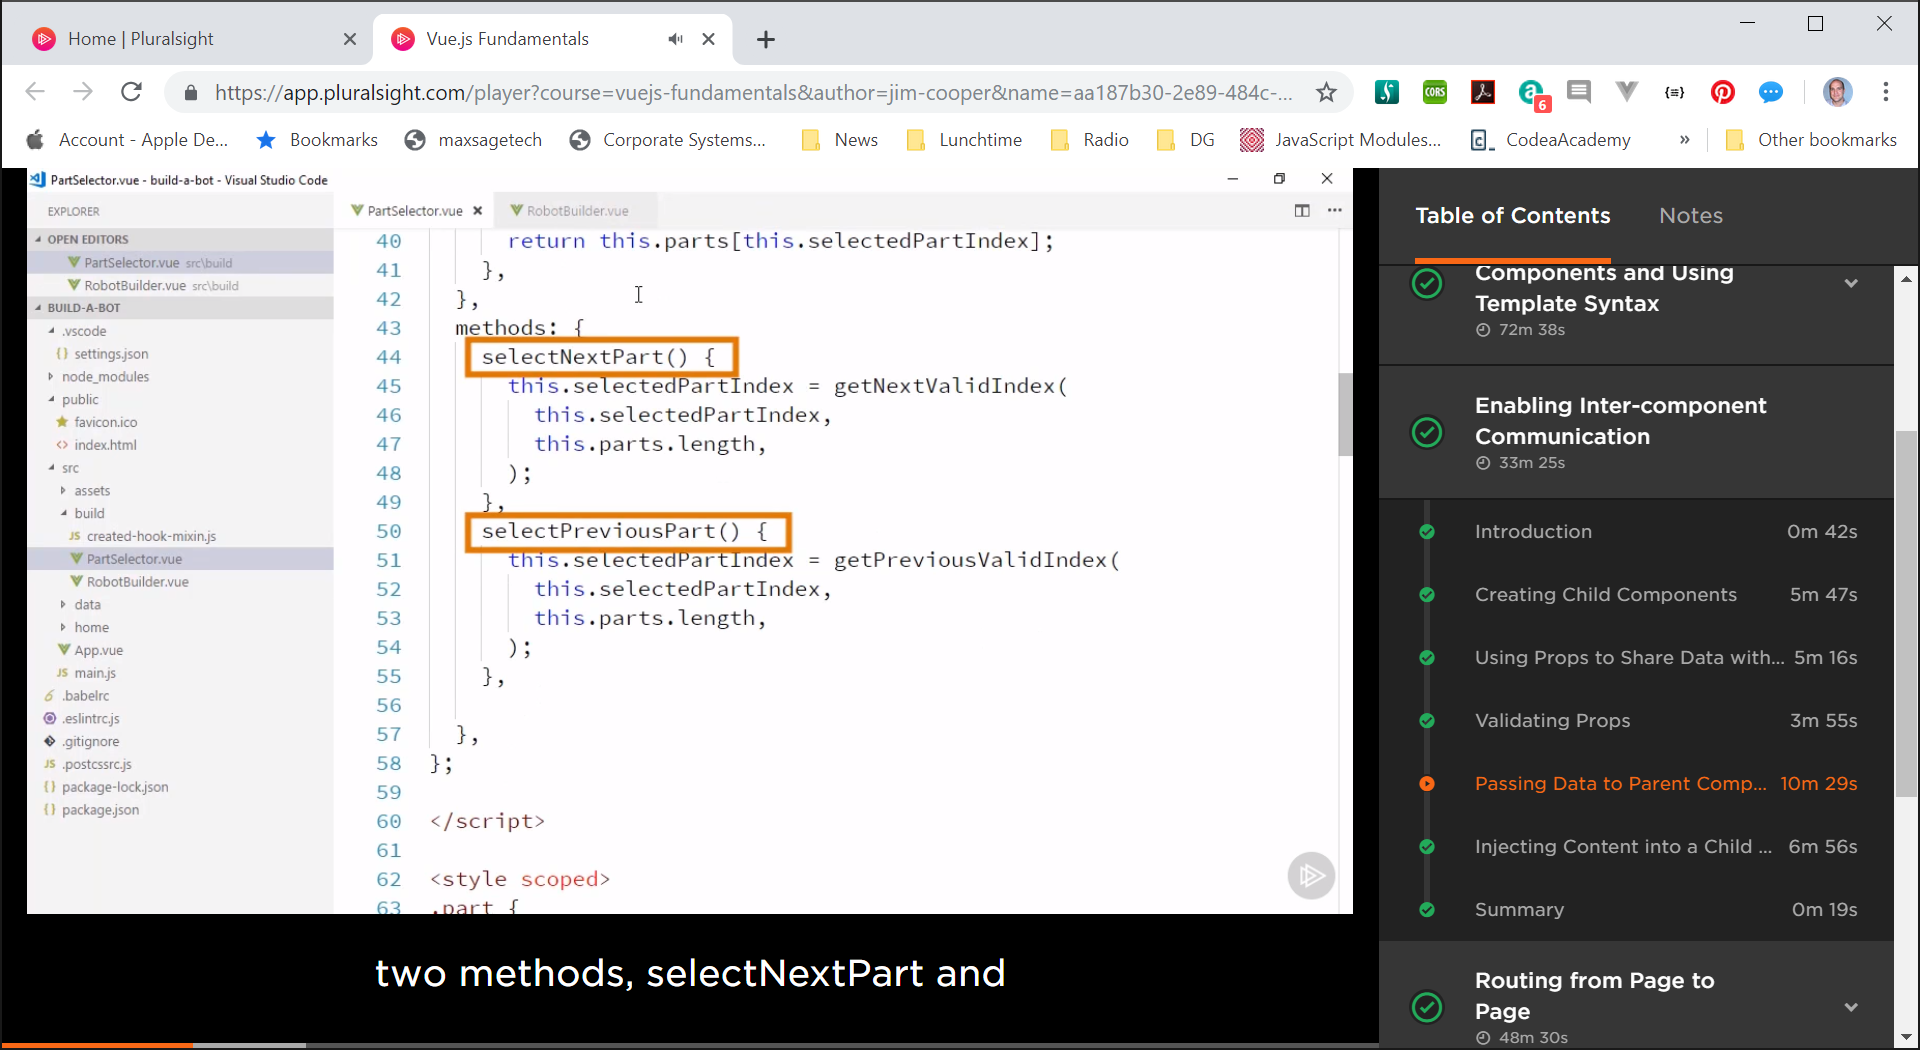 Home | Pluralsight
Vue.js Fundamentals
https://app.pluralsight.com/player?course=vuejs-fundamentals&author=jim-cooper&name=aa187b30-2e89-484c-...
CORS
6
{≡}
Account - Apple De...
Bookmarks
maxsagetech
Corporate Systems...
News
Lunchtime
Radio
DG
JavaScript Modules...
CodeaAcademy
»
Other bookmarks
PartSelector.vue - build-a-bot - Visual Studio Code
EXPLORER
OPEN EDITORS
PartSelector.vue src\build
RobotBuilder.vue src\build
BUILD-A-BOT
.vscode
{} settings.json
node_modules
public
favicon.ico
<> index.html
src
assets
build
JS created-hook-mixin.js
PartSelector.vue
RobotBuilder.vue
data
home
App.vue
JS main.js
.babelrc
.eslintrc.js
.gitignore
JS .postcssrc.js
{} package-lock.json
{} package.json
PartSelector.vue
RobotBuilder.vue
40 return this.parts[this.selectedPartIndex];
41 },
42 },
43 methods: {
44 selectNextPart() {
45 this.selectedPartIndex = getNextValidIndex(
46 this.selectedPartIndex,
47 this.parts.length,
48 );
49 },
50 selectPreviousPart() {
51 this.selectedPartIndex = getPreviousValidIndex(
52 this.selectedPartIndex,
53 this.parts.length,
54 );
55 },
56
57 },
58 };
59
60 </script>
61
62 <style scoped>
63 .part {
two methods, selectNextPart and
Table of Contents
Notes
Components and Using
Template Syntax
72m 38s
Enabling Inter-component
Communication
33m 25s
Introduction 0m 42s
Creating Child Components 5m 47s
Using Props to Share Data with... 5m 16s
Validating Props 3m 55s
Passing Data to Parent Comp... 10m 29s
Injecting Content into a Child ... 6m 56s
Summary 0m 19s
Routing from Page to
Page
48m 30s